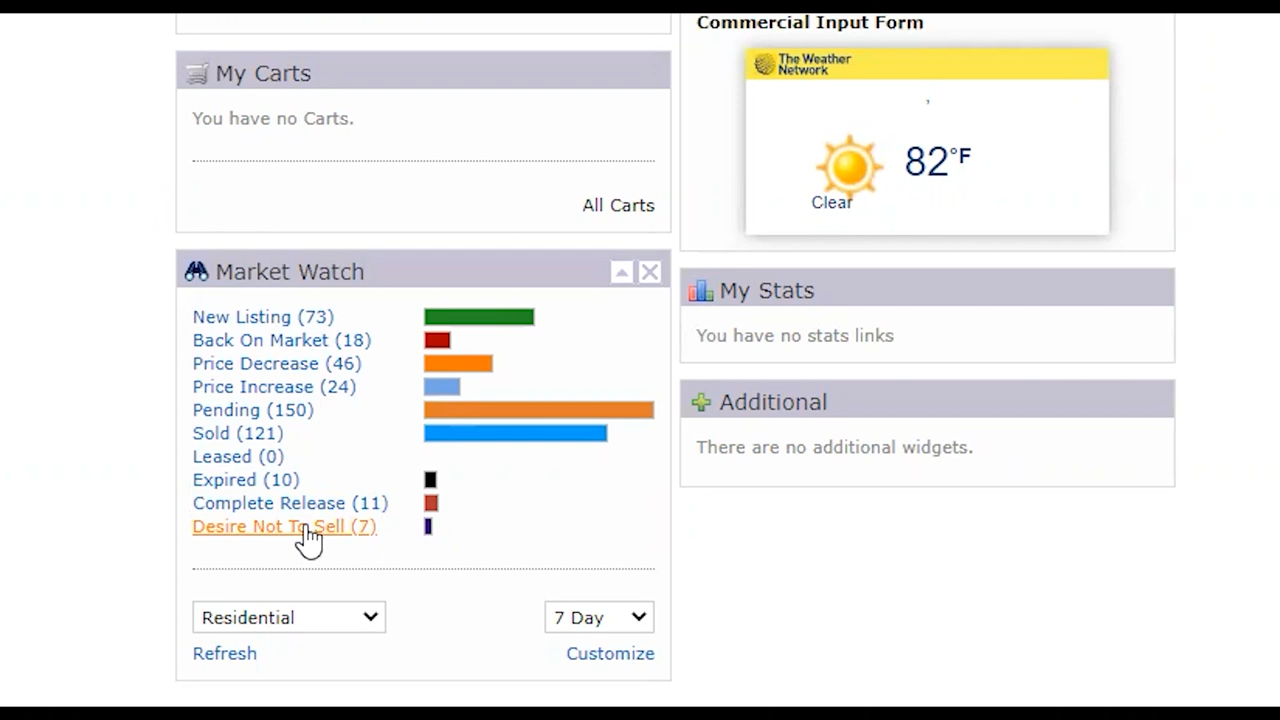 Commercial Input Form
My Carts
You have no Carts.
All Carts
The Weather
Network
,
82°F
Clear
Market Watch
New Listing (73)
Back On Market (18)
Price Decrease (46)
Price Increase (24)
Pending (150)
Sold (121)
Leased (0)
Expired (10)
Complete Release (11)
Desire Not To Sell (7)
Residential
7 Day
Refresh
Customize
My Stats
You have no stats links
Additional
There are no additional widgets.